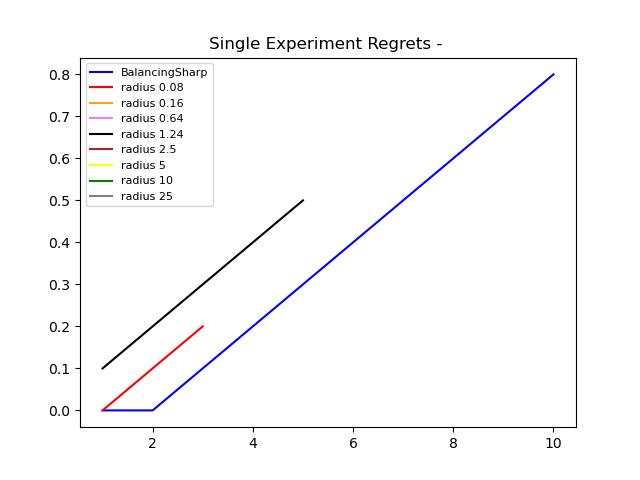 Single Experiment Regrets -
BalancingSharp
radius 0.08
radius 0.16
radius 0.64
radius 1.24
radius 2.5
radius 5
radius 10
radius 25
0.8
0.7
0.6
0.5
0.4
0.3
0.2
0.1
0.0
2 4 6 8 10